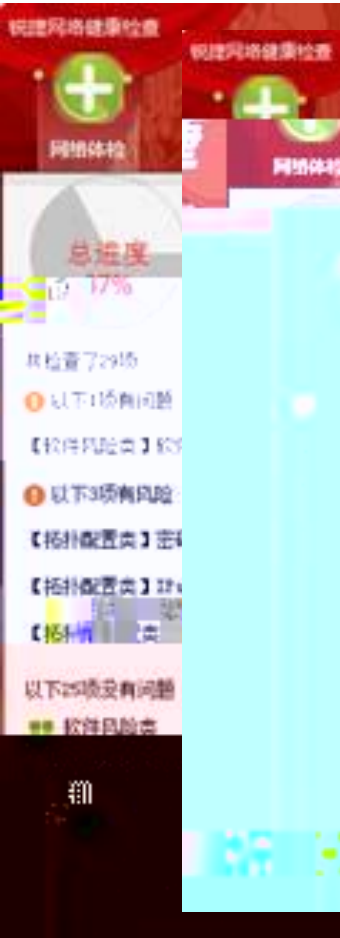 锐捷网络健康检查
网络体检
总进度
17%
共检查了29项
以下1项有问题
【软件风险类】
以下3项有风险
【拓扑配置类】密
【拓扑配置类】IP
以下25项没有问题
软件风险类
锐捷网络健康检查
网络体检